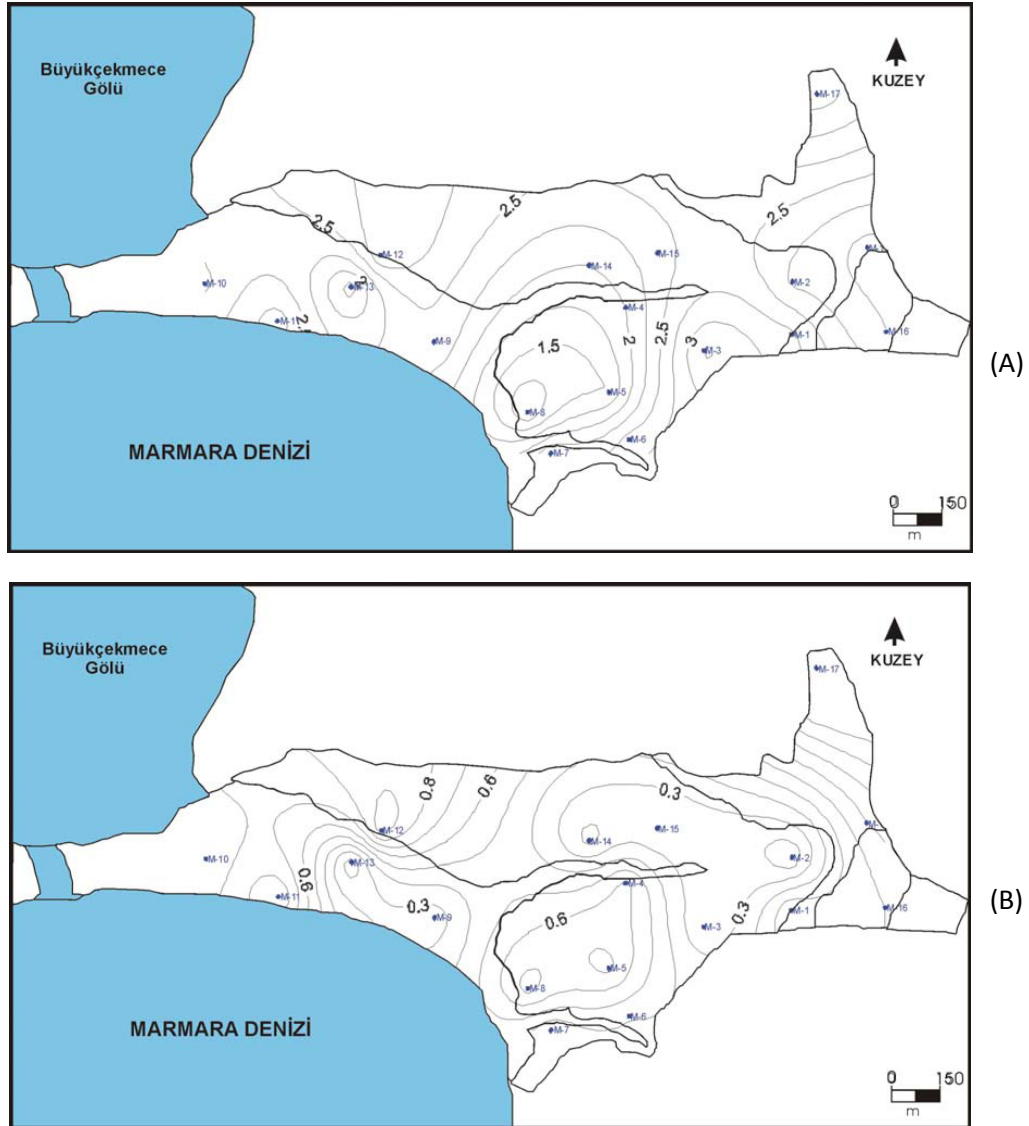 Büyükçekmece
Gölü
KUZEY
M-17
2.5
2.5
2.5
M-12
M-15
M-14
M-10
2
M-13
M-2
M-11
M-4
M-16
M-1
M-9
1.5
2
2.5
3
M-3
M-5
M-8
MARMARA DENİZİ
M-6
M-7
0 150
m
(A)
Büyükçekmece
Gölü
KUZEY
M-17
0.8
0.6
0.3
M-12
M-15
M-14
M-10
M-13
M-2
0.6
M-4
M-11
0.3
M-9
0.6
M-3
0.3
M-1
M-16
M-5
M-8
MARMARA DENİZİ
M-6
M-7
0 150
m
(B)